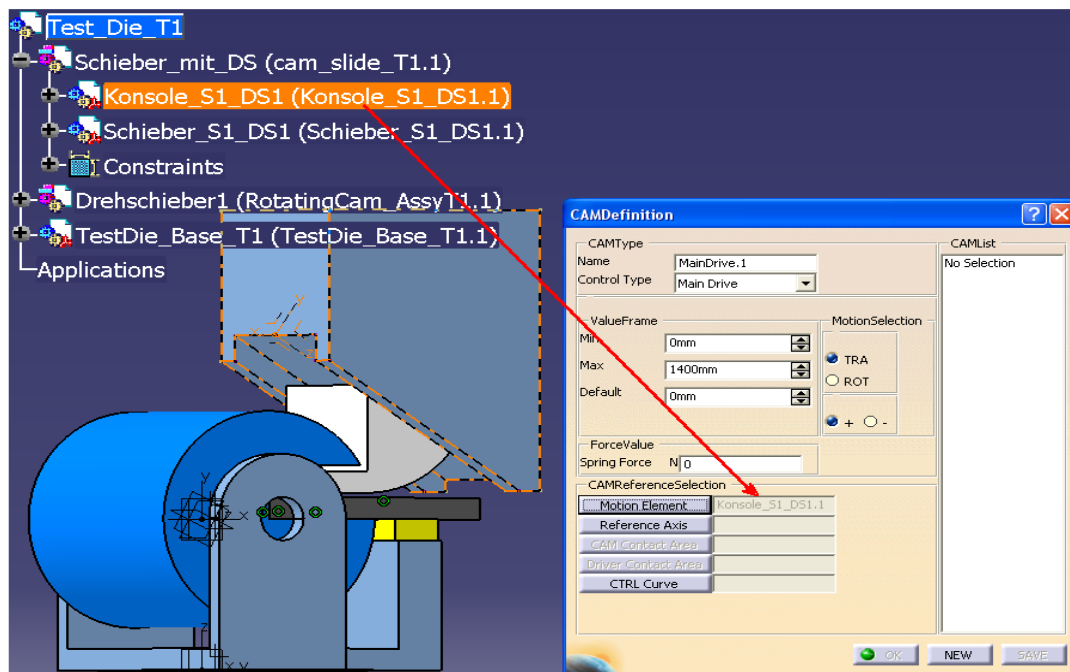 Test_Die_T1
Schieber_mit_DS (cam_slide_T1.1)
Konsole_S1_DS1 (Konsole_S1_DS1.1)
Schieber_S1_DS1 (Schieber_S1_DS1.1)
Constraints
Drehschieber1 (RotatingCam_AssyT1.1)
TestDie_Base_T1 (TestDie_Base_T1.1)
Applications
CAMDefinition
CAMType
Name MainDrive.1
Control Type Main Drive
ValueFrame
Min 0mm
Max 1400mm
Default 0mm
MotionSelection
TRA
ROT
+ -
ForceValue
Spring Force N 0
CAMReferenceSelection
Motion Element Konsole_S1_DS1.1
Reference Axis
CAM Contact Area
Driver Contact Area
CTRL Curve
CAMList
No Selection
OK NEW SAVE